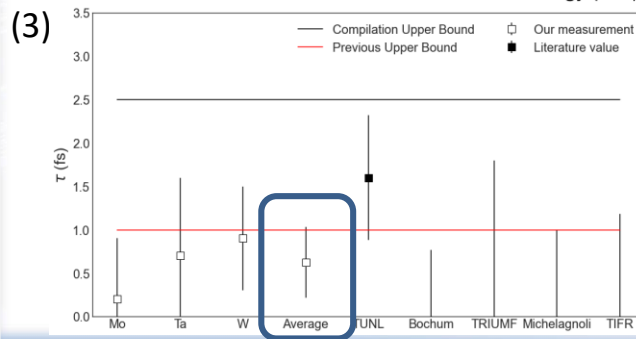 (3)
3.5
3.0
2.5
2.0
1.5
1.0
0.5
0.0
τ (fs)
Compilation Upper Bound
Previous Upper Bound
Our measurement
Literature value
Mo Ta W Average TUNL Bochum TRIUMF Michelagnoli TIFR